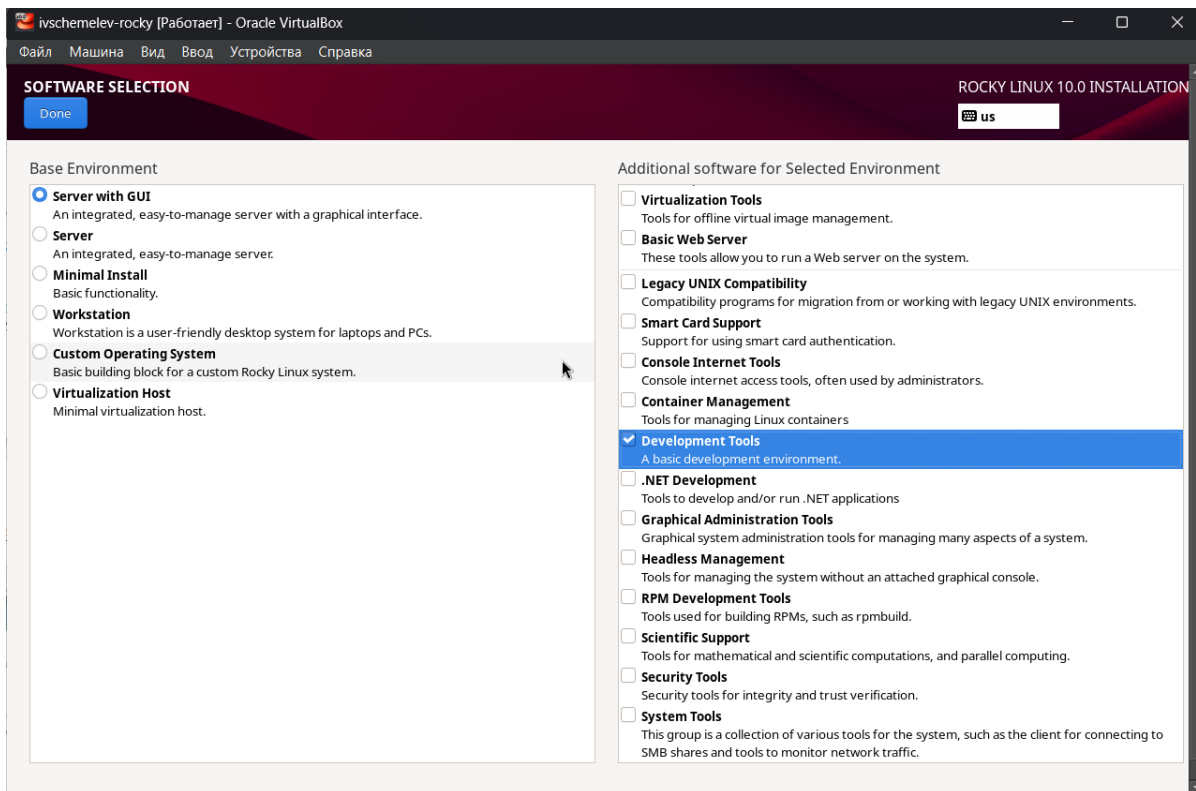 ivschemelev-rocky [Работает] - Oracle VirtualBox
Файл Машина Вид Ввод Устройства Справка
SOFTWARE SELECTION
ROCKY LINUX 10.0 INSTALLATION
Done
us
Base Environment
Server with GUI
An integrated, easy-to-manage server with a graphical interface.
Server
An integrated, easy-to-manage server.
Minimal Install
Basic functionality.
Workstation
Workstation is a user-friendly desktop system for laptops and PCs.
Custom Operating System
Basic building block for a custom Rocky Linux system.
Virtualization Host
Minimal virtualization host.
Additional software for Selected Environment
Virtualization Tools
Tools for offline virtual image management.
Basic Web Server
These tools allow you to run a Web server on the system.
Legacy UNIX Compatibility
Compatibility programs for migration from or working with legacy UNIX environments.
Smart Card Support
Support for using smart card authentication.
Console Internet Tools
Console internet access tools, often used by administrators.
Container Management
Tools for managing Linux containers
Development Tools
A basic development environment.
.NET Development
Tools to develop and/or run .NET applications
Graphical Administration Tools
Graphical system administration tools for managing many aspects of a system.
Headless Management
Tools for managing the system without an attached graphical console.
RPM Development Tools
Tools used for building RPMs, such as rpmbuild.
Scientific Support
Tools for mathematical and scientific computations, and parallel computing.
Security Tools
Security tools for integrity and trust verification.
System Tools
This group is a collection of various tools for the system, such as the client for connecting to
SMB shares and tools to monitor network traffic.